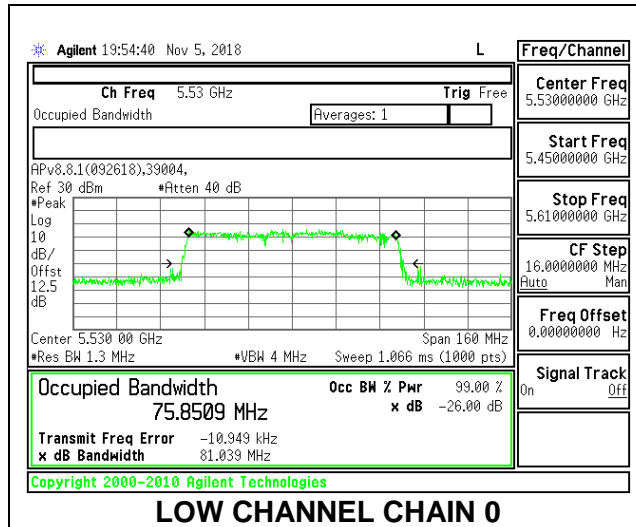 Agilent 19:54:40 Nov 5, 2018 L Freq/Channel
Ch Freq 5.53 GHz Trig Free
Occupied Bandwidth Averages: 1
Center Freq
5.53000000 GHz
Start Freq
5.45000000 GHz
Stop Freq
5.61000000 GHz
CF Step
16.0000000 MHz
Auto Man
Freq Offset
0.00000000 Hz
Signal Track
On Off
APv8.8.1(092618),39004,
Ref 30 dBm #Atten 40 dB
#Peak
Log
10
dB/
Offst
12.5
dB
Center 5.530 00 GHz Span 160 MHz
#Res BW 1.3 MHz #VBW 4 MHz Sweep 1.066 ms (1000 pts)
Occupied Bandwidth Occ BW % Pwr 99.00 %
75.8509 MHz x dB -26.00 dB
Transmit Freq Error -10.949 kHz
x dB Bandwidth 81.039 MHz
Copyright 2000-2010 Agilent Technologies
LOW CHANNEL CHAIN 0